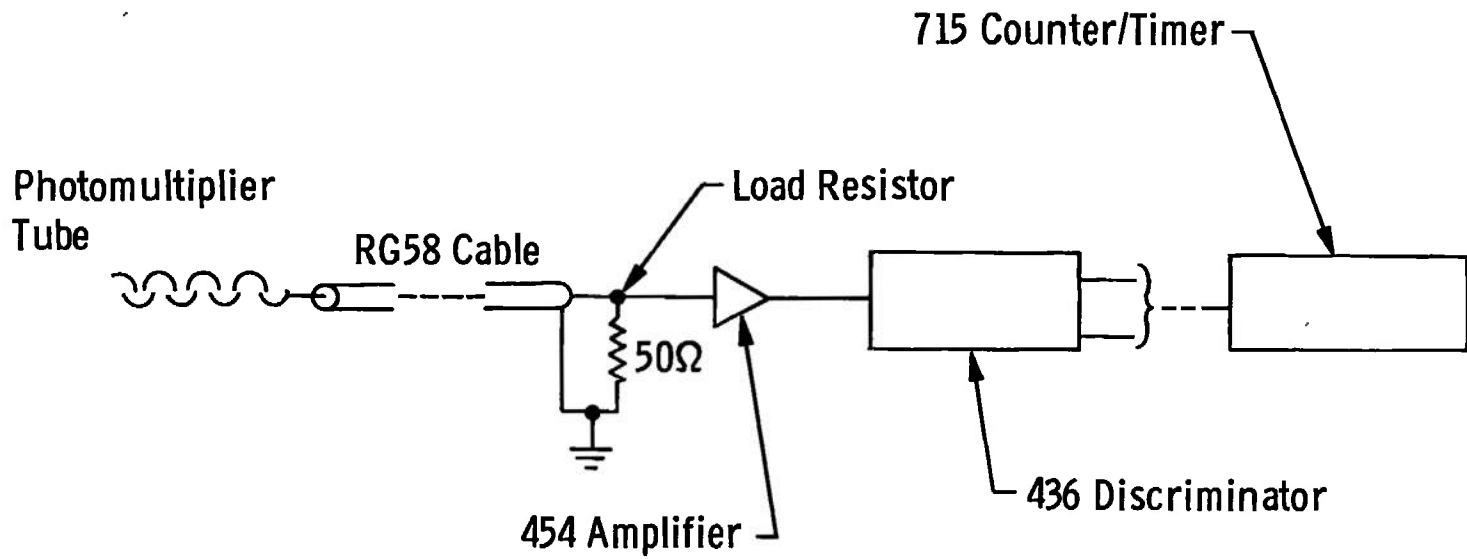 715 Counter/Timer
Photomultiplier
Tube
Load Resistor
RG58 Cable
50Ω
436 Discriminator
454 Amplifier